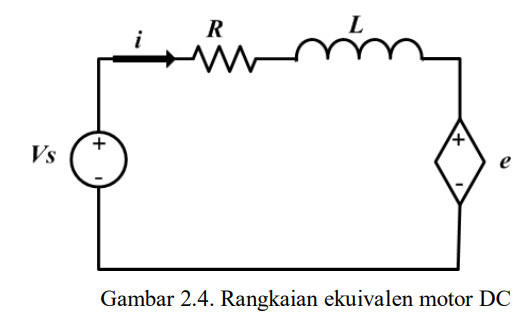 i
R
L
Vs
+
-
+
-
e
Gambar 2.4. Rangkaian ekuivalen motor DC